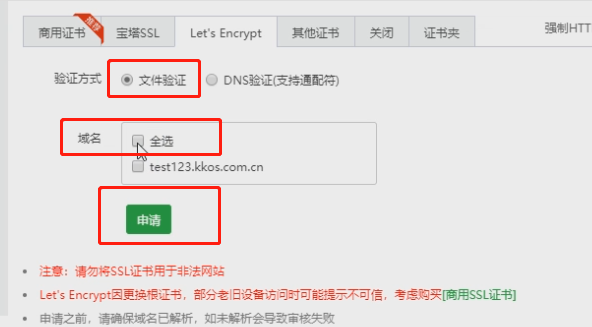 商用证书 推荐 宝塔SSL Let's Encrypt 其他证书 关闭 证书夹 强制HTT
验证方式 文件验证 DNS验证(支持通配符)
域名 全选
test123.kkos.com.cn
申请
注意：请勿将SSL证书用于非法网站
Let's Encrypt因更换根证书，部分老旧设备访问时可能提示不可信，考虑购买[商用SSL证书]
申请之前，请确保域名已解析，如未解析会导致审核失败